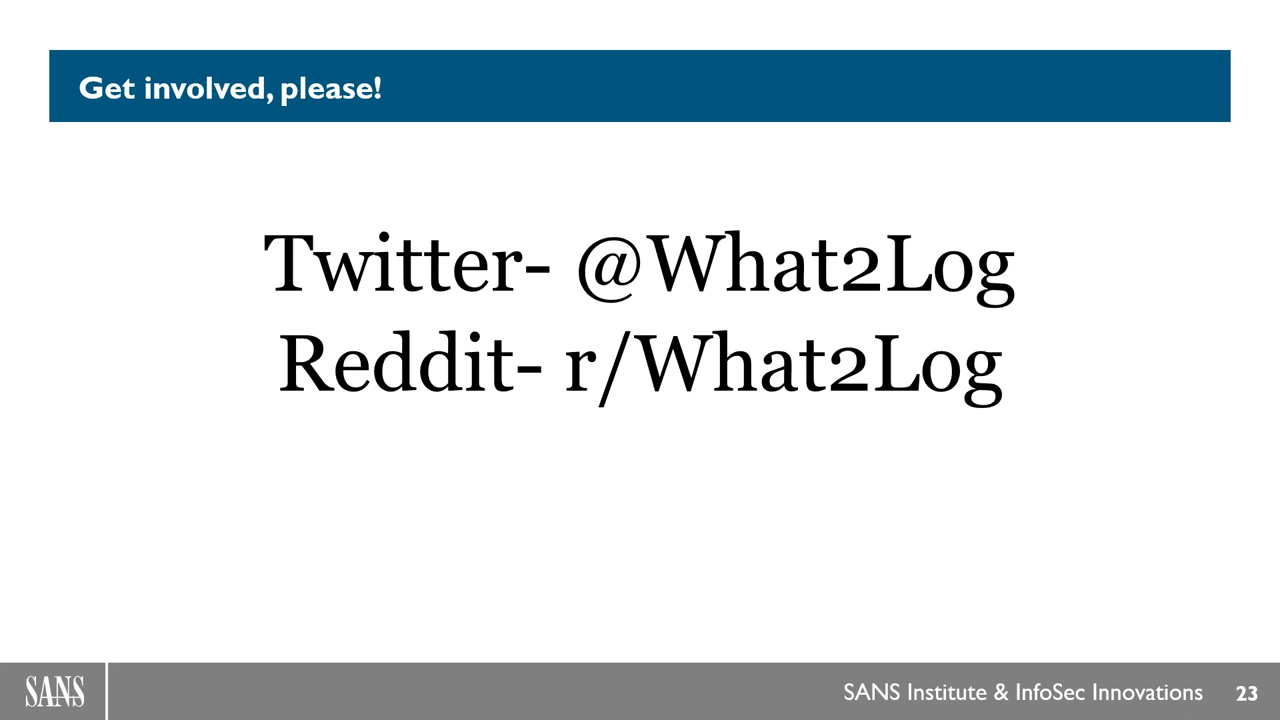 Get involved, please!
Twitter- @What2Log
Reddit- r/What2Log
SANS
SANS Institute & InfoSec Innovations
23